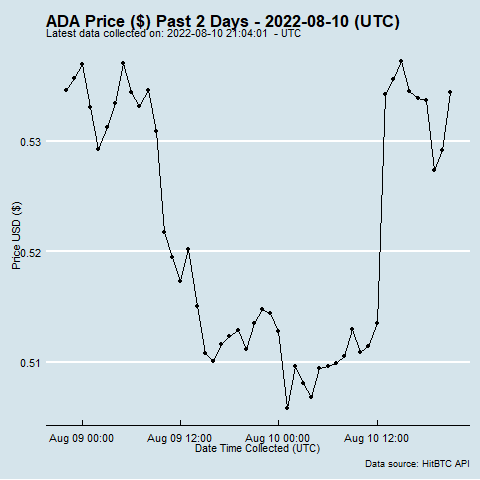 ADA Price ($) Past 2 Days - 2022-08-10 (UTC)
Latest data collected on: 2022-08-10 21:04:01 - UTC
0.53
0.52
0.51
Price USD ($)
Aug 09 00:00 Aug 09 12:00 Aug 10 00:00 Aug 10 12:00
Date Time Collected (UTC)
Data source: HitBTC API